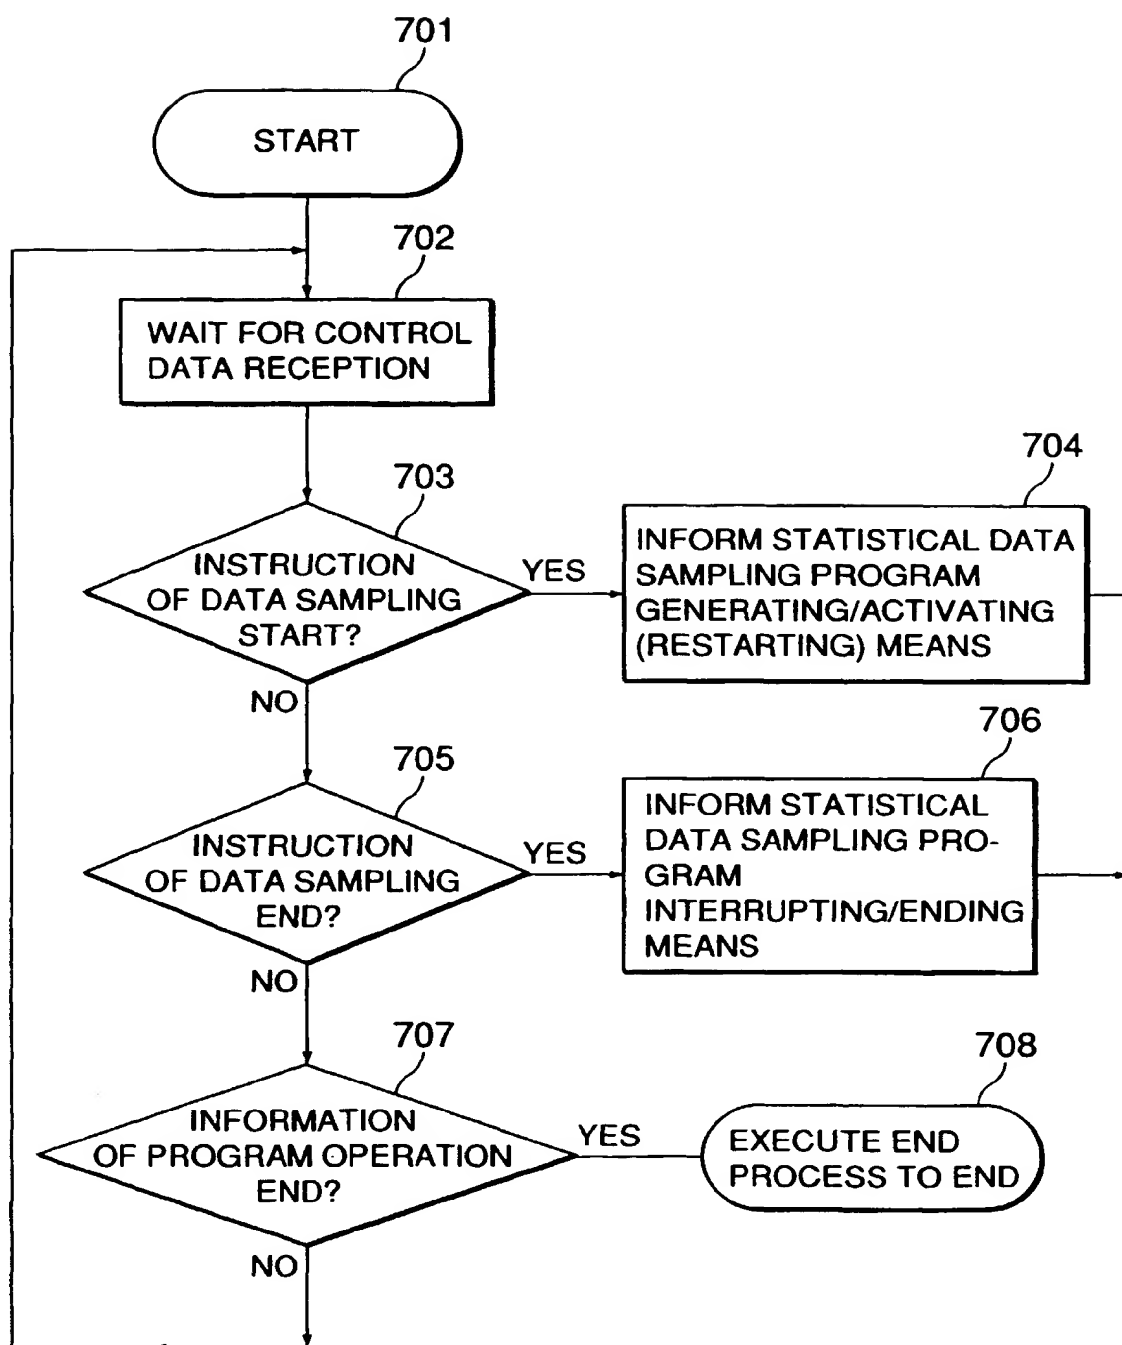 701
START
702
WAIT FOR CONTROL
DATA RECEPTION
703
INSTRUCTION
OF DATA SAMPLING
START?
YES
NO
704
INFORM STATISTICAL DATA
SAMPLING PROGRAM
GENERATING/ACTIVATING
(RESTARTING) MEANS
705
INSTRUCTION
OF DATA SAMPLING
END?
YES
NO
706
INFORM STATISTICAL
DATA SAMPLING PRO-
GRAM
INTERRUPTING/ENDING
MEANS
707
INFORMATION
OF PROGRAM OPERATION
END?
YES
NO
708
EXECUTE END
PROCESS TO END